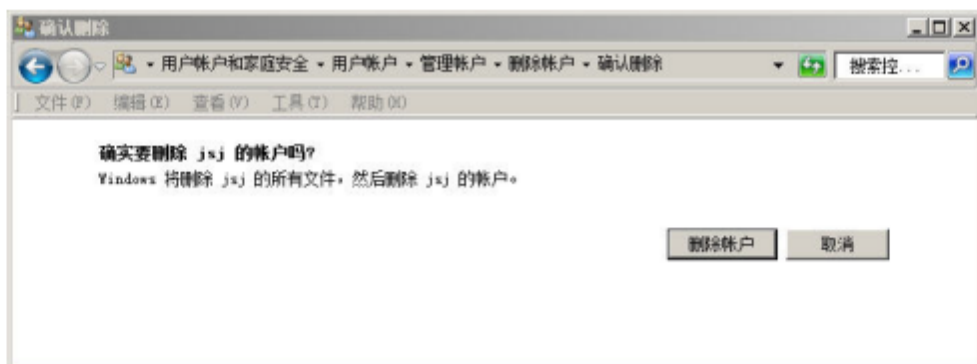 确认删除
▾ 用户帐户和家庭安全 ▾ 用户帐户 ▾ 管理帐户 ▾ 删除帐户 ▾ 确认删除
搜索控...
文件(F) 编辑(E) 查看(V) 工具(T) 帮助(H)
确实要删除 jsj 的帐户吗?
Windows 将删除 jsj 的所有文件，然后删除 jsj 的帐户。
删除帐户 取消